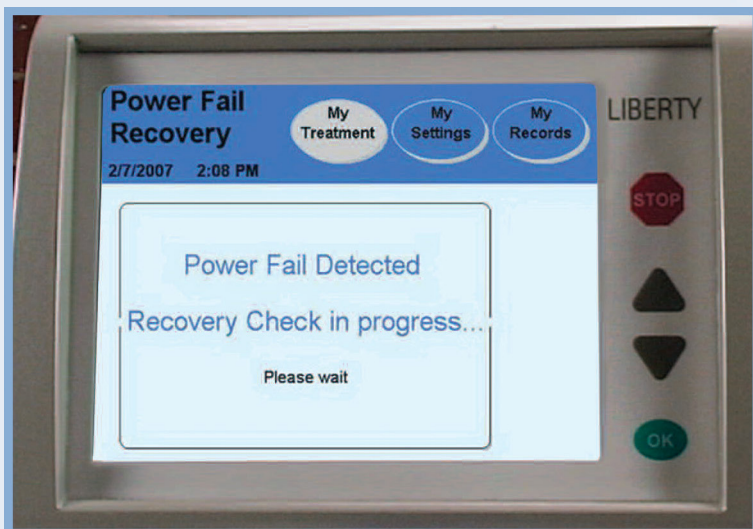 Power Fail
Recovery
2/7/2007 2:08 PM
My
Treatment
My
Settings
My
Records
LIBERTY
STOP
Power Fail Detected
Recovery Check in progress...
Please wait
OK